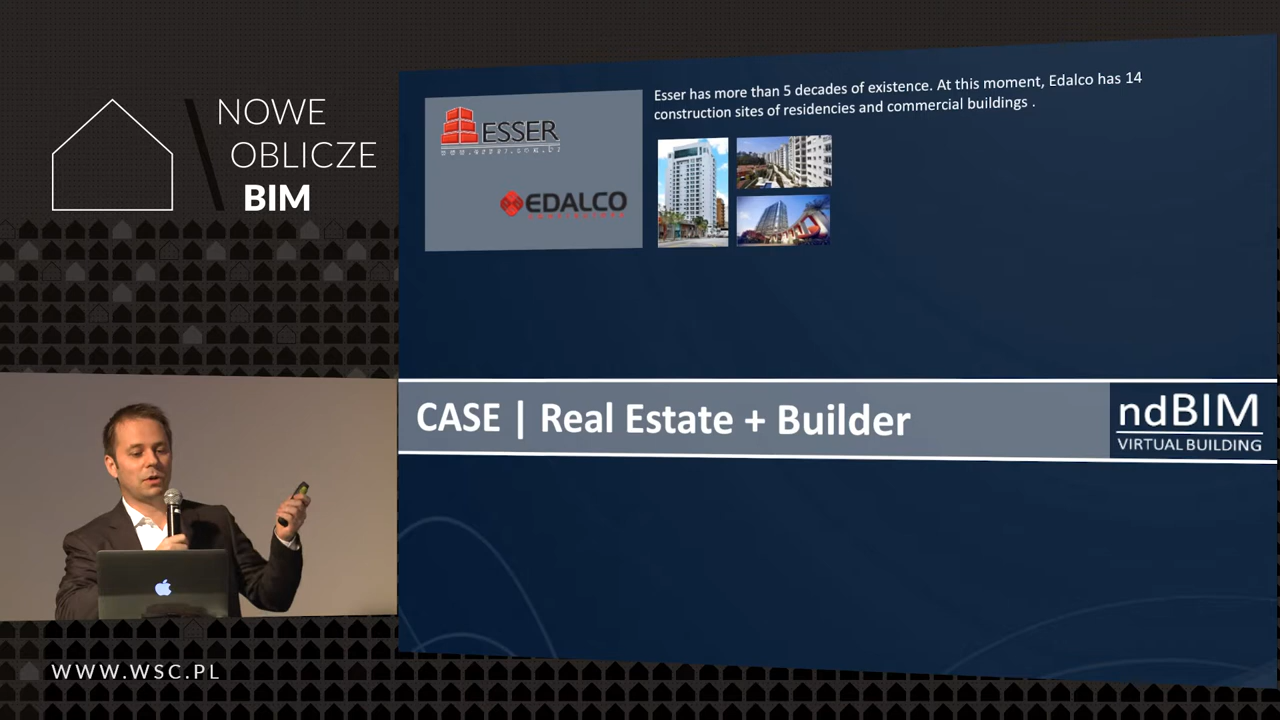 NOWE
OBLICZE
BIM
Esser has more than 5 decades of existence. At this moment, Edalco has 14
construction sites of residencies and commercial buildings .
ESSER
EDALCO
CASE | Real Estate + Builder
ndBIM
VIRTUAL BUILDING
WWW.WSC.PL